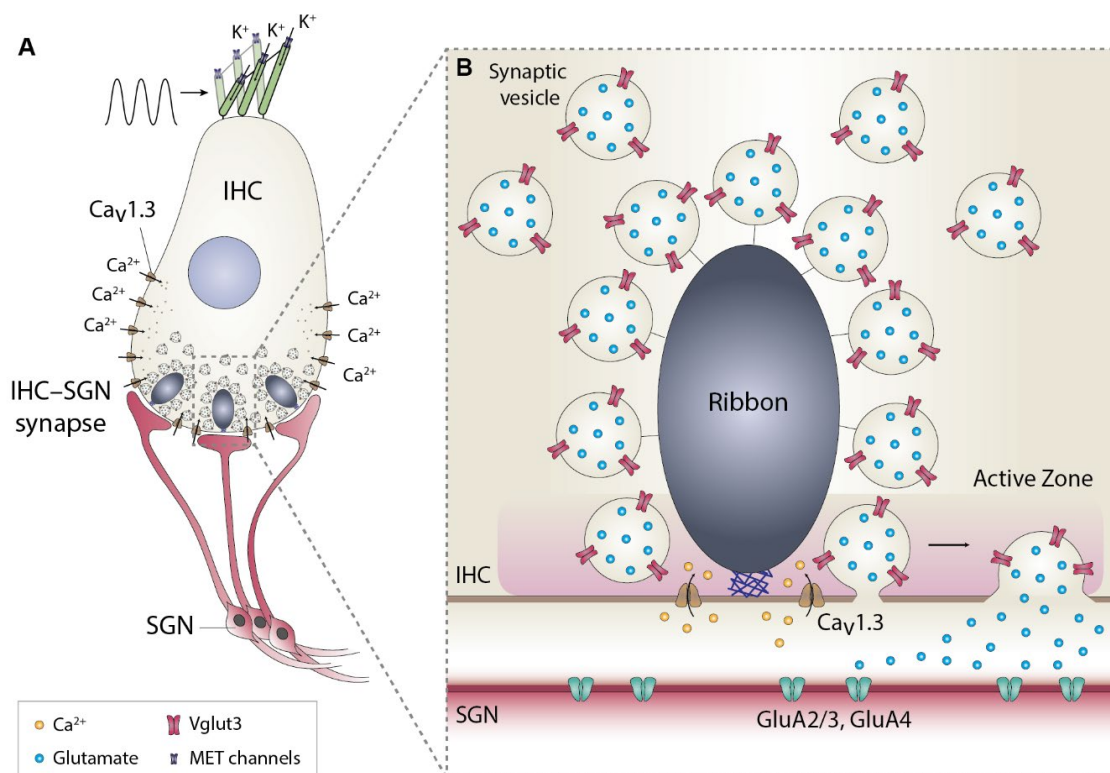 A
K⁺
K⁺
K⁺
IHC
Caᵥ1.3
Ca²⁺
Ca²⁺
Ca²⁺
Ca²⁺
Ca²⁺
Ca²⁺
IHC–SGN
synapse
SGN
Ca²⁺
Vglut3
Glutamate
MET channels
B
Synaptic
vesicle
Ribbon
Active Zone
IHC
Caᵥ1.3
SGN
GluA2/3, GluA4